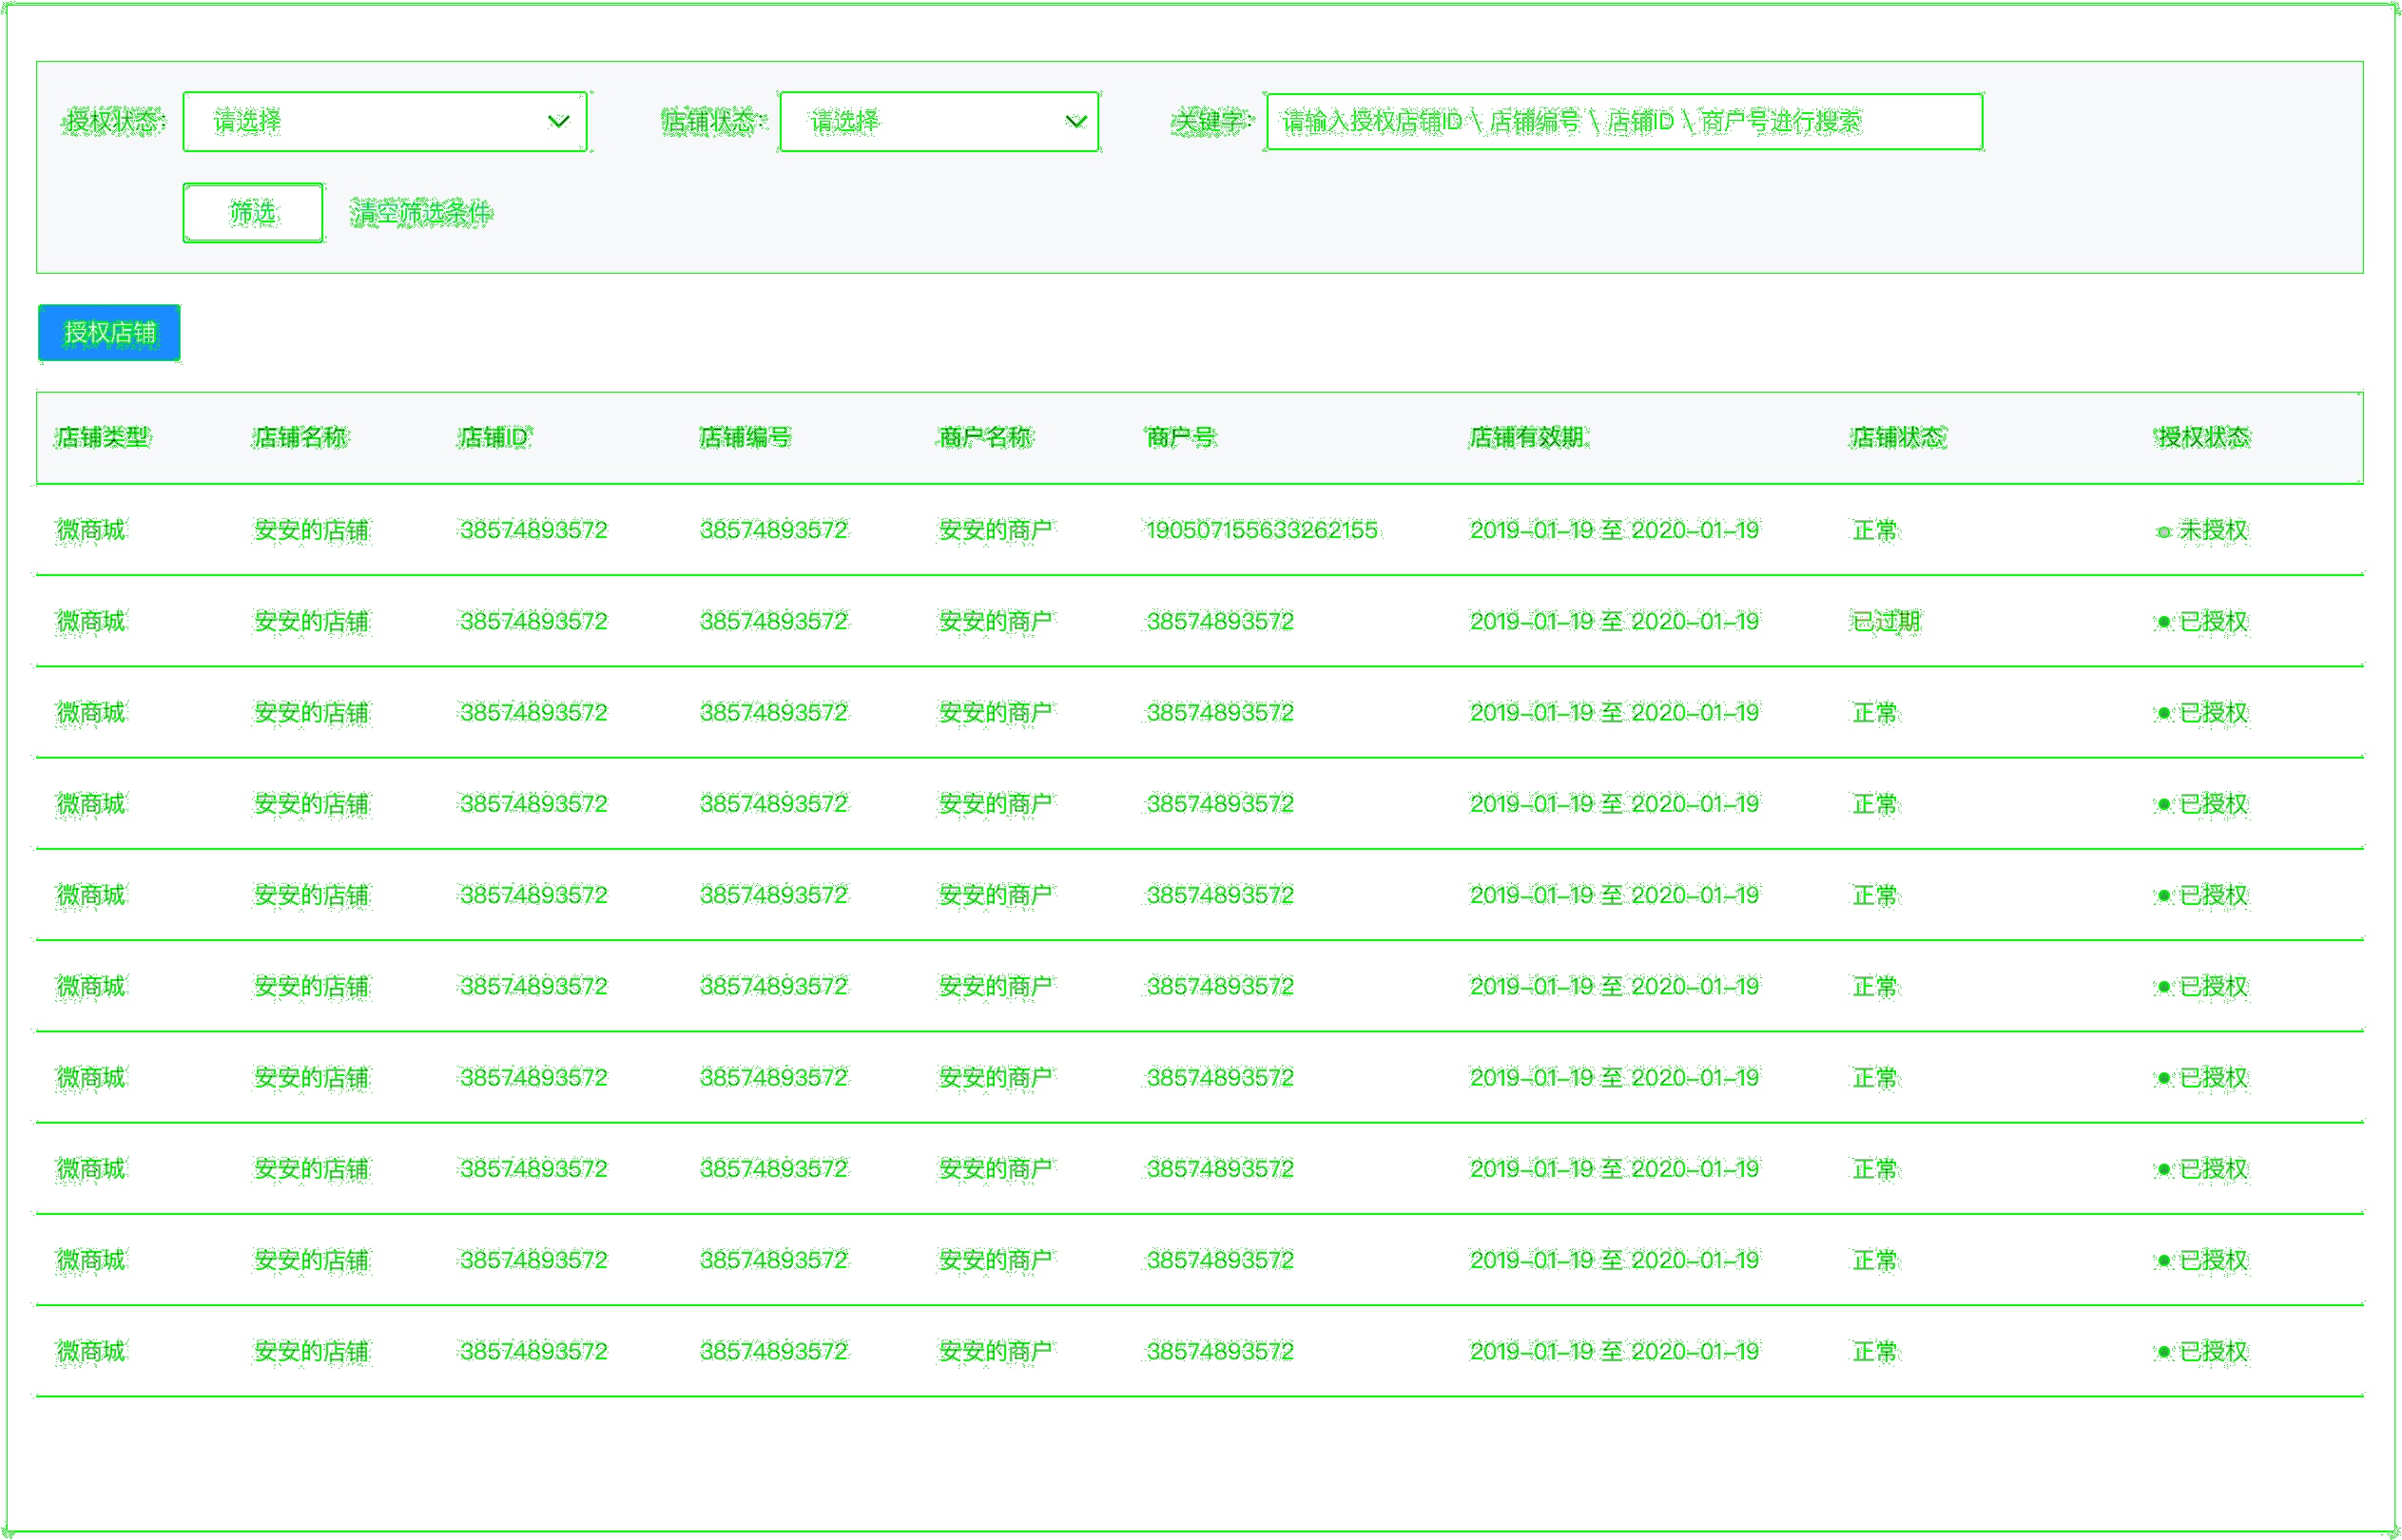 授权状态: 请选择 店铺状态: 请选择 关键字: 请输入授权店铺ID \ 店铺编号 \ 店铺ID \ 商户号进行搜索
筛选 清空筛选条件
授权店铺
店铺类型 店铺名称 店铺ID 店铺编号 商户名称 商户号 店铺有效期 店铺状态 授权状态
微商城 安安的店铺 38574893572 38574893572 安安的商户 190507155633262155 2019-01-19 至 2020-01-19 正常 未授权
微商城 安安的店铺 38574893572 38574893572 安安的商户 38574893572 2019-01-19 至 2020-01-19 已过期 已授权
微商城 安安的店铺 38574893572 38574893572 安安的商户 38574893572 2019-01-19 至 2020-01-19 正常 已授权
微商城 安安的店铺 38574893572 38574893572 安安的商户 38574893572 2019-01-19 至 2020-01-19 正常 已授权
微商城 安安的店铺 38574893572 38574893572 安安的商户 38574893572 2019-01-19 至 2020-01-19 正常 已授权
微商城 安安的店铺 38574893572 38574893572 安安的商户 38574893572 2019-01-19 至 2020-01-19 正常 已授权
微商城 安安的店铺 38574893572 38574893572 安安的商户 38574893572 2019-01-19 至 2020-01-19 正常 已授权
微商城 安安的店铺 38574893572 38574893572 安安的商户 38574893572 2019-01-19 至 2020-01-19 正常 已授权
微商城 安安的店铺 38574893572 38574893572 安安的商户 38574893572 2019-01-19 至 2020-01-19 正常 已授权
微商城 安安的店铺 38574893572 38574893572 安安的商户 38574893572 2019-01-19 至 2020-01-19 正常 已授权